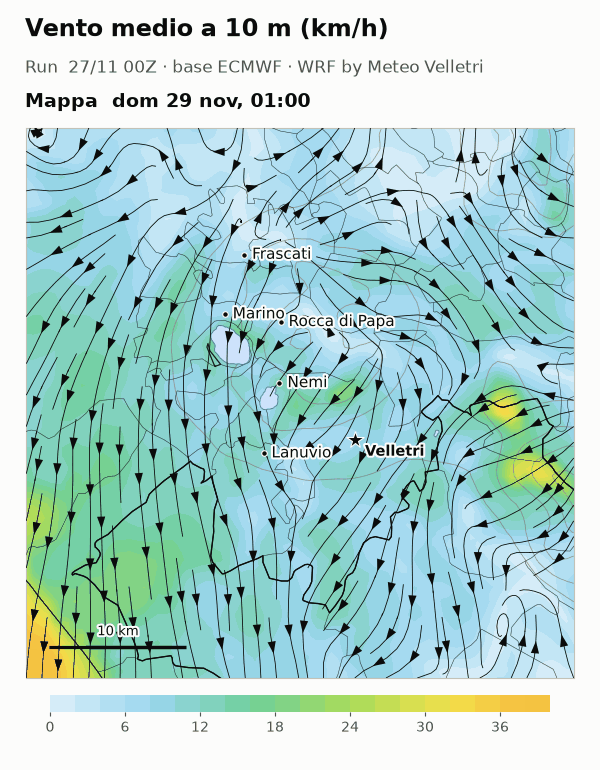 Vento medio a 10 m (km/h)
Run  27/11 00Z · base ECMWF · WRF by Meteo Velletri
Mappa  dom 29 nov, 01:00
Frascati
Marino
Rocca di Papa
Nemi
Velletri
Lanuvio
10 km
0 6 12 18 24 30 36